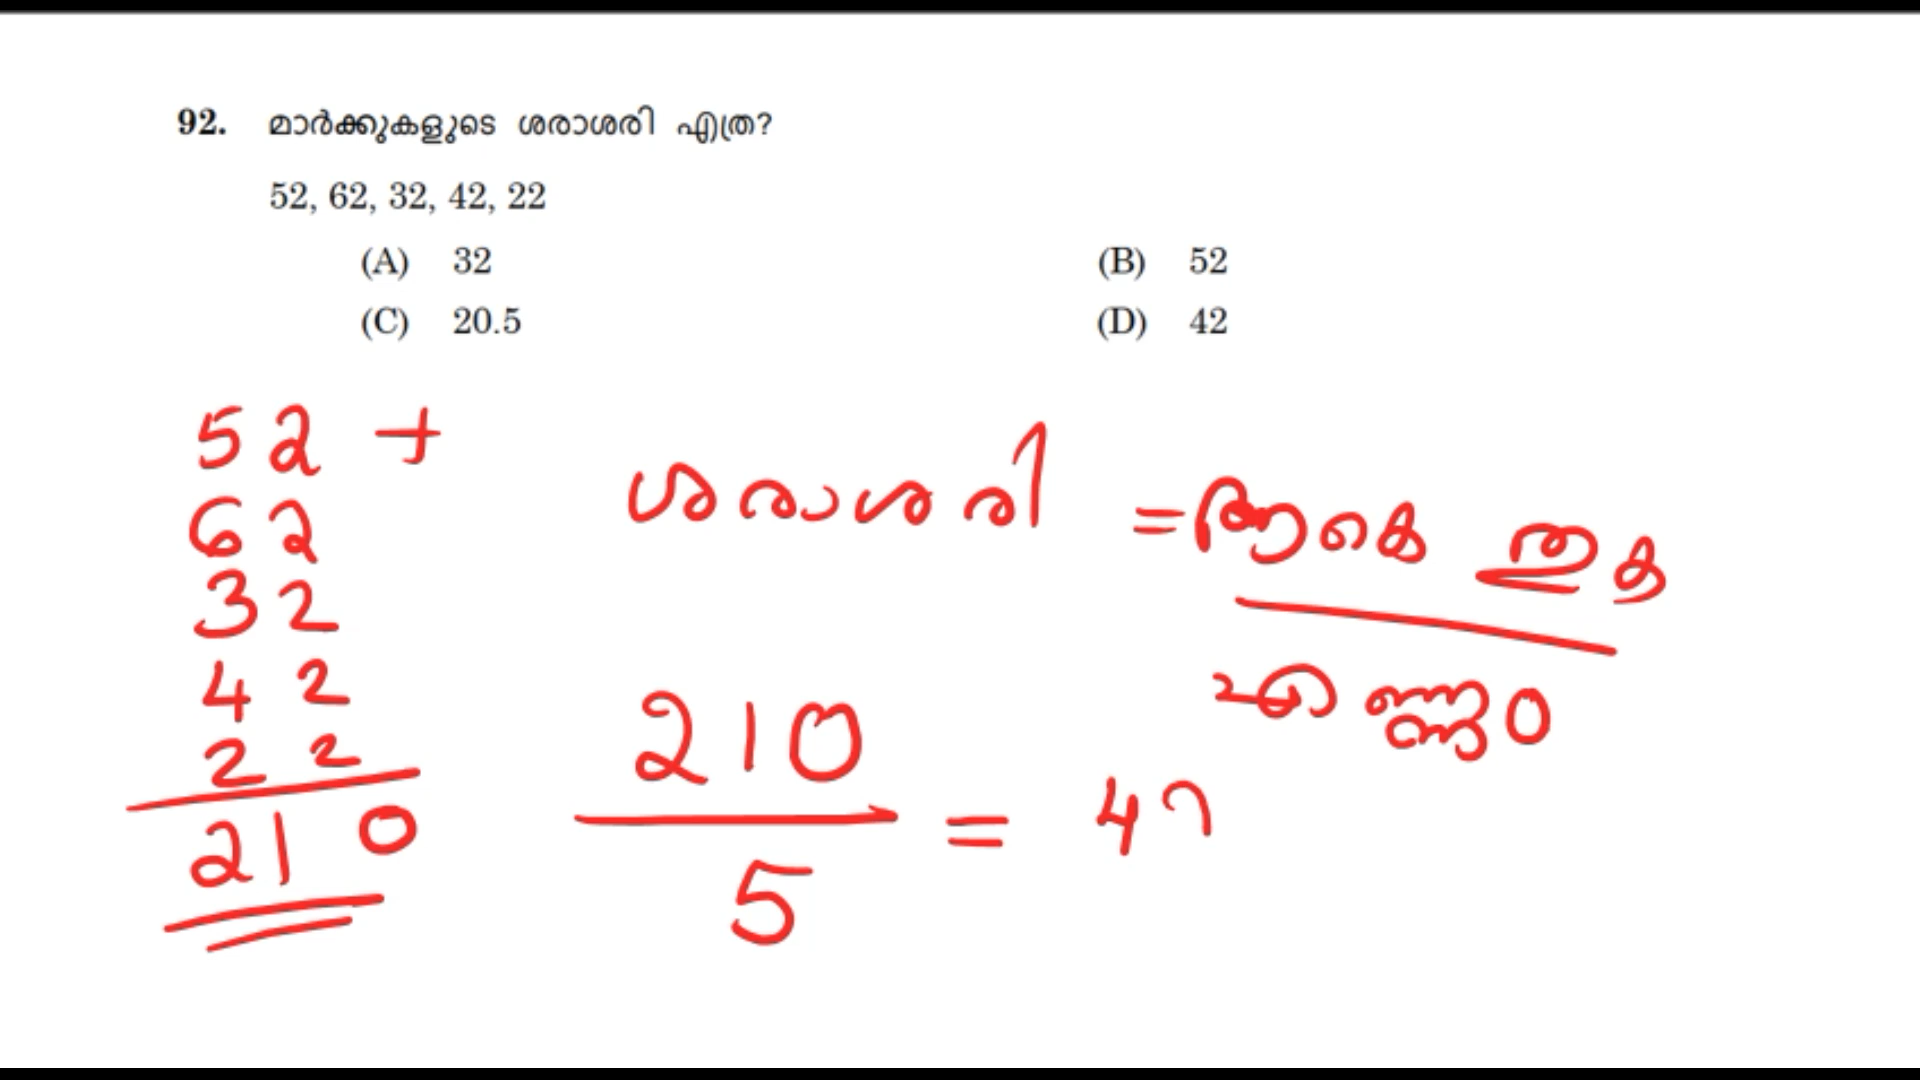 92. മാർക്കുകളുടെ ശരാശരി എത്ര?
52, 62, 32, 42, 22
(A) 32 (B) 52
(C) 20.5 (D) 42
52 +
62
32
42
22
210
ശരാശരി = ആകെ തുക
എണ്ണം
210
5
= 4